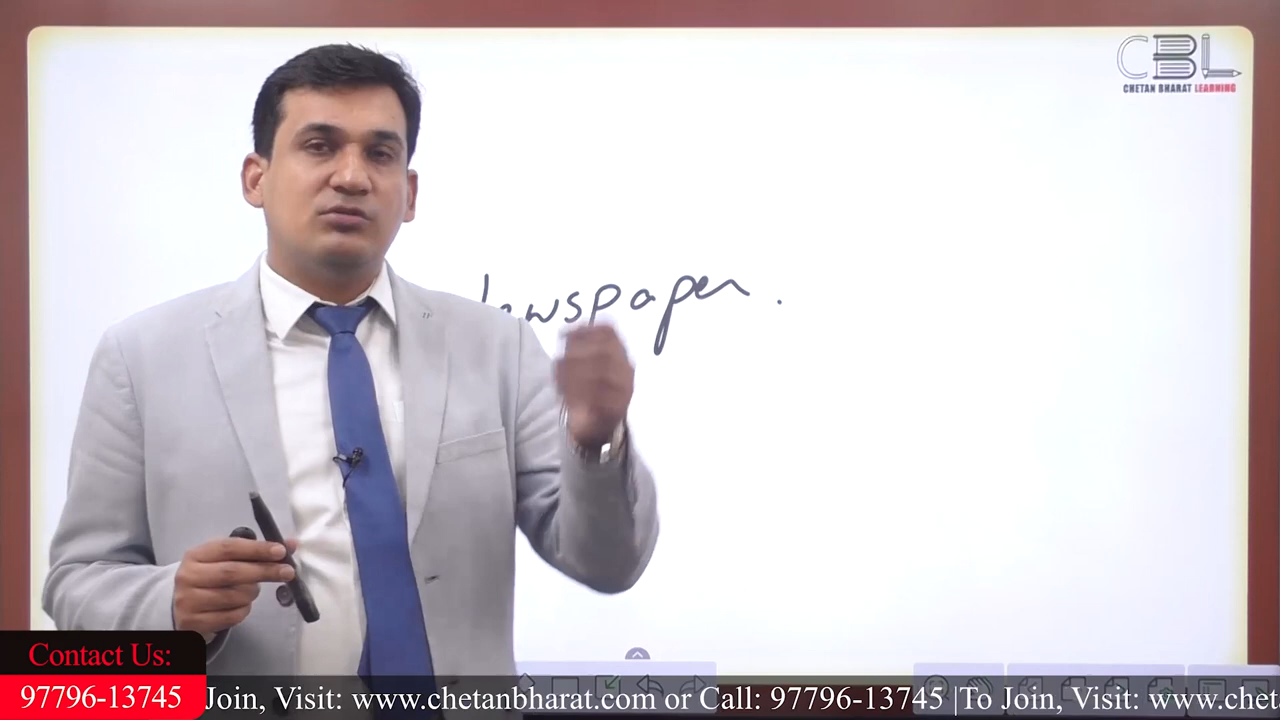 CBL
CHETAN BHARAT LEARNING
Newspaper.
Contact Us:
97796-13745
Join, Visit: www.chetanbharat.com or Call: 97796-13745 |To Join, Visit: www.chet